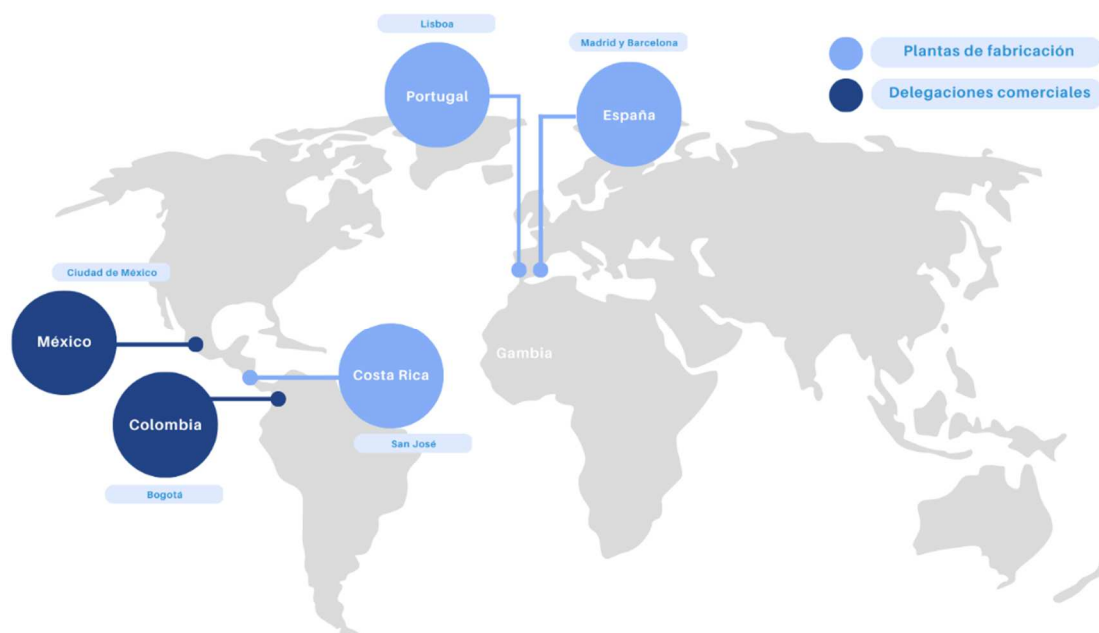 Lisboa
Madrid y Barcelona
Plantas de fabricación
Portugal
Delegaciones comerciales
España
Ciudad de México
México
Gambia
Costa Rica
Colombia
San José
Bogotá